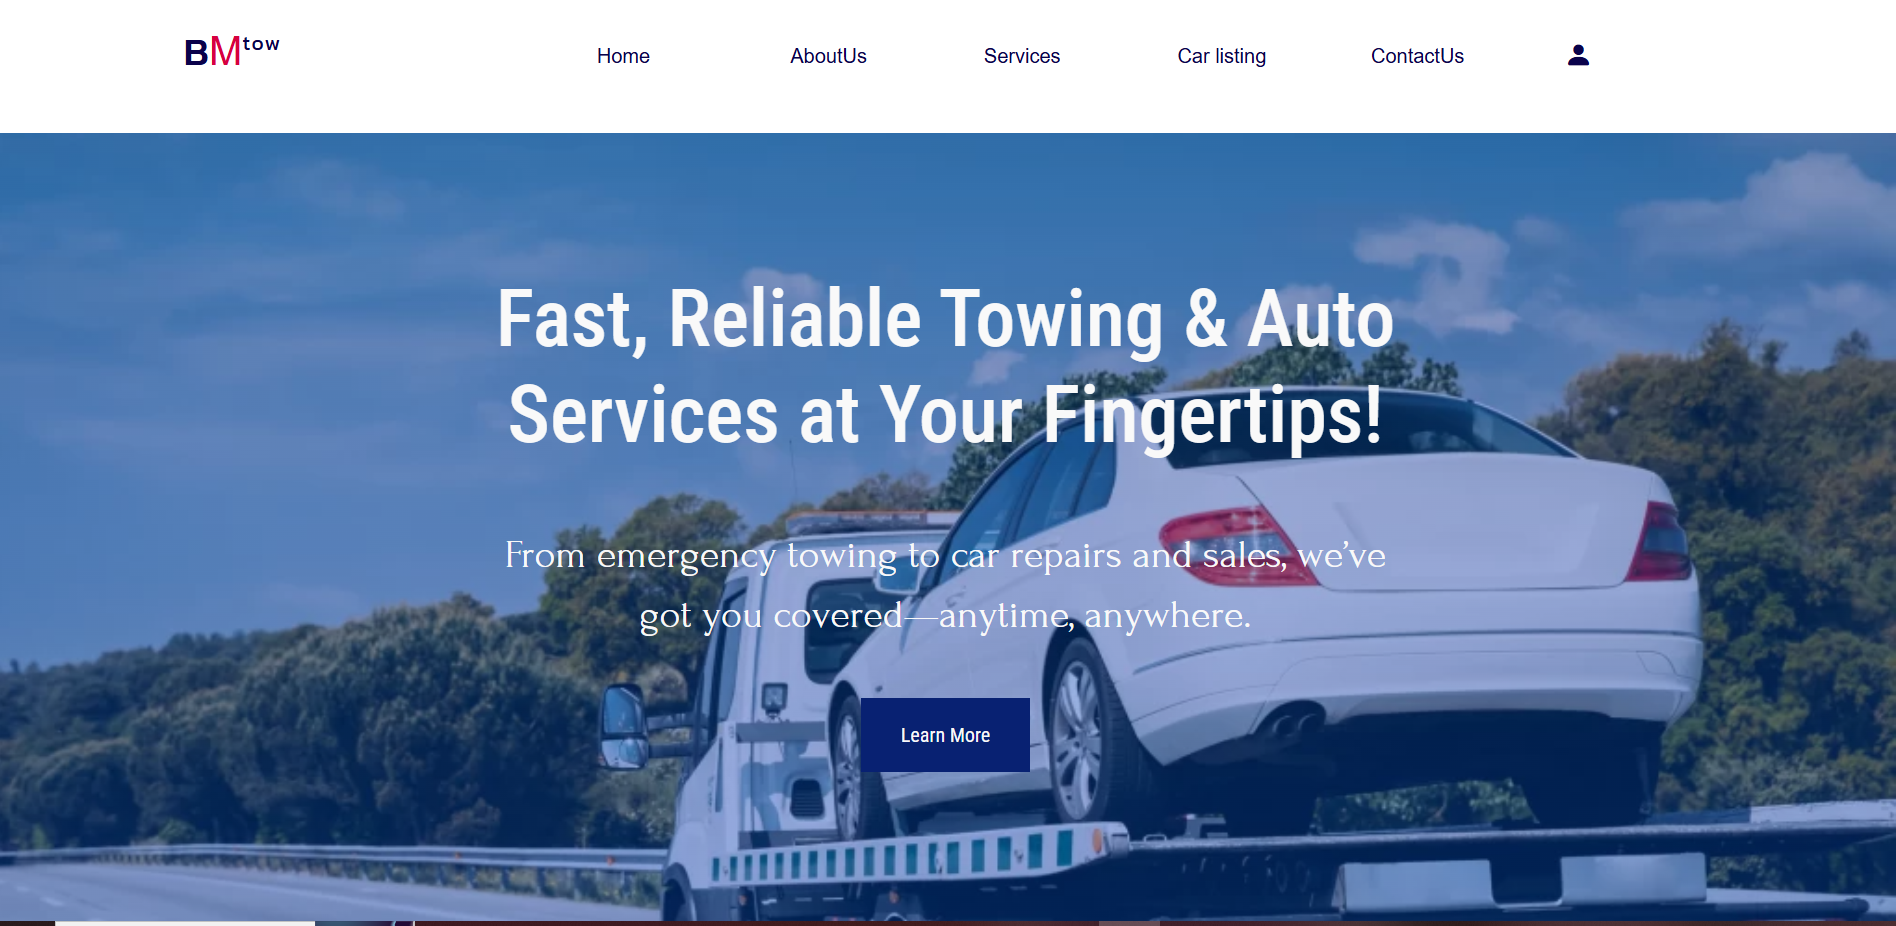 BMtow
Home AboutUs Services Car listing ContactUs
Fast, Reliable Towing & Auto
Services at Your Fingertips!
From emergency towing to car repairs and sales, we’ve
got you covered—anytime, anywhere.
Learn More